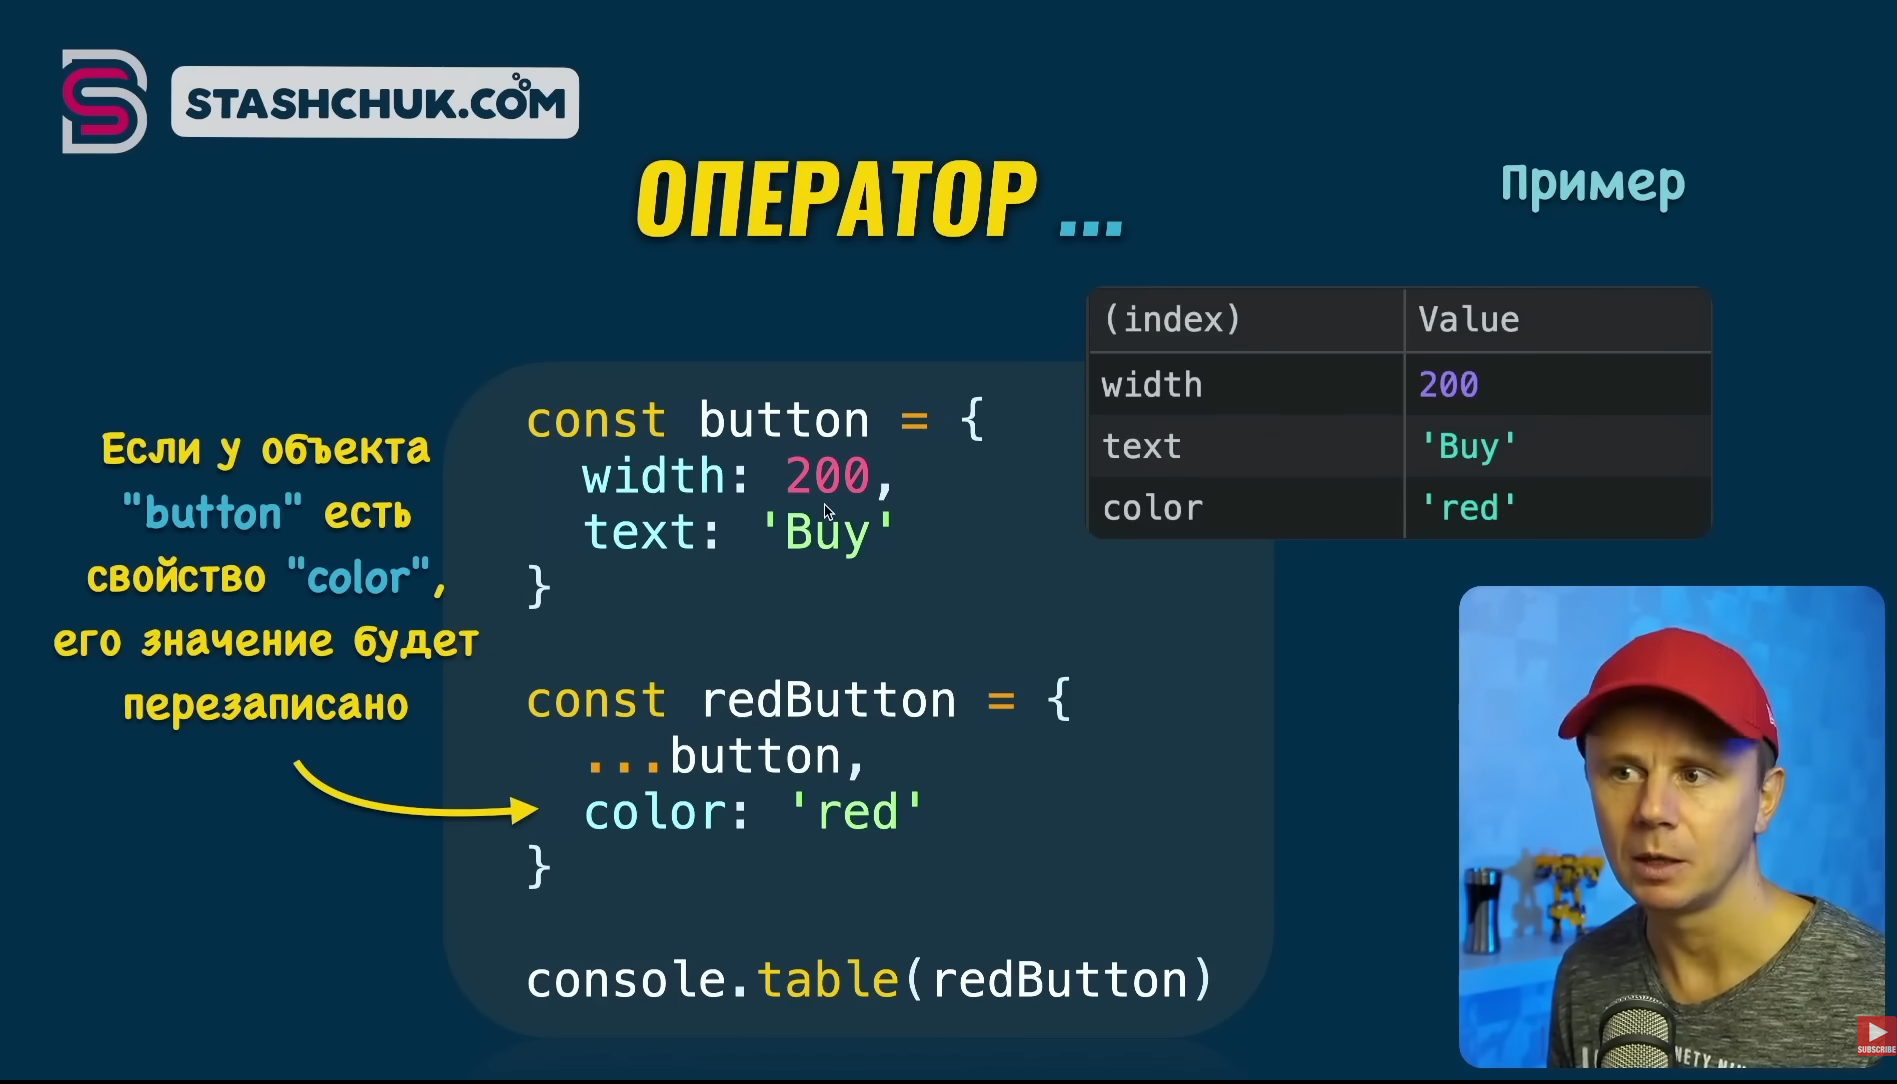 STASHCHUK.COM
ОПЕРАТОР ...
Пример
(index) Value
width 200
text 'Buy'
color 'red'
Если у объекта
"button" есть
свойство "color",
его значение будет
перезаписано
const button = {
width: 200,
text: 'Buy'
}
const redButton = {
...button,
color: 'red'
}
console.table(redButton)
SUBSCRIBE